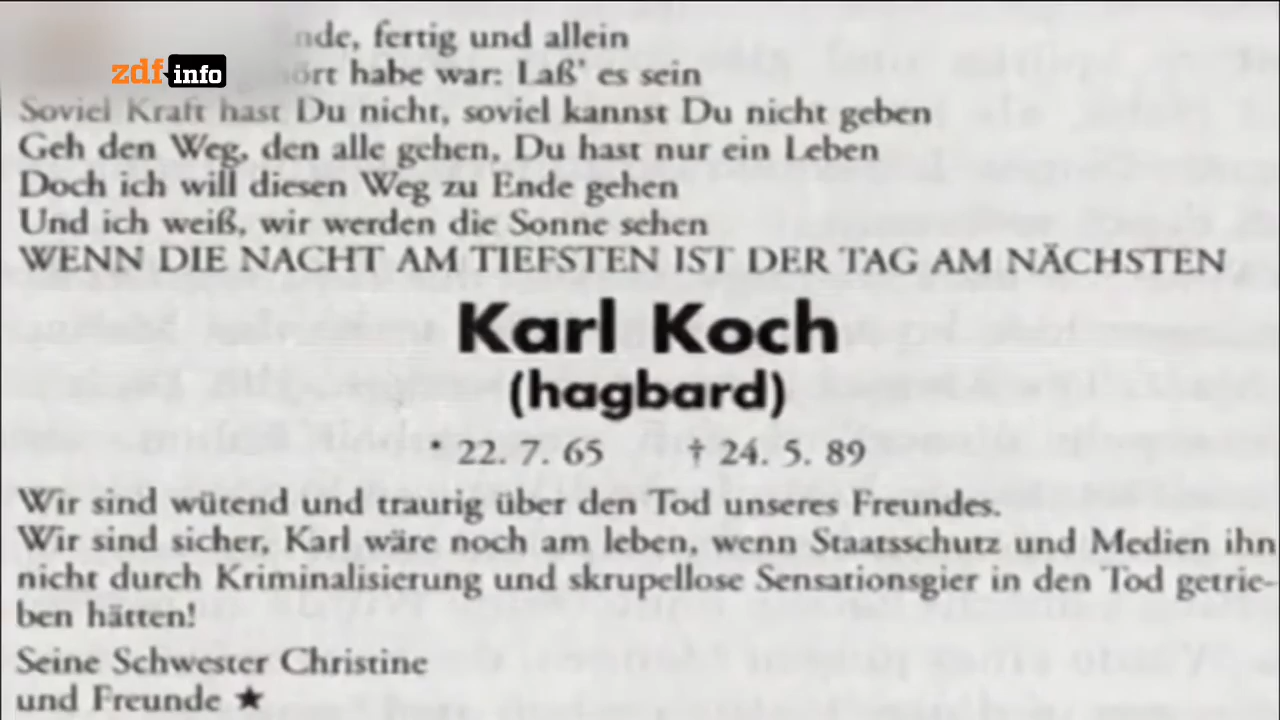 nde, fertig und allein
zdf info
ört habe war: Laß' es sein
Soviel Kraft hast Du nicht, soviel kannst Du nicht geben
Geh den Weg, den alle gehen, Du hast nur ein Leben
Doch ich will diesen Weg zu Ende gehen
Und ich weiß, wir werden die Sonne sehen
WENN DIE NACHT AM TIEFSTEN IST DER TAG AM NÄCHSTEN
Karl Koch
(hagbard)
* 22. 7. 65 † 24. 5. 89
Wir sind wütend und traurig über den Tod unseres Freundes.
Wir sind sicher, Karl wäre noch am leben, wenn Staatsschutz und Medien ihn
nicht durch Kriminalisierung und skrupellose Sensationsgier in den Tod getrie-
ben hätten!
Seine Schwester Christine
und Freunde ★